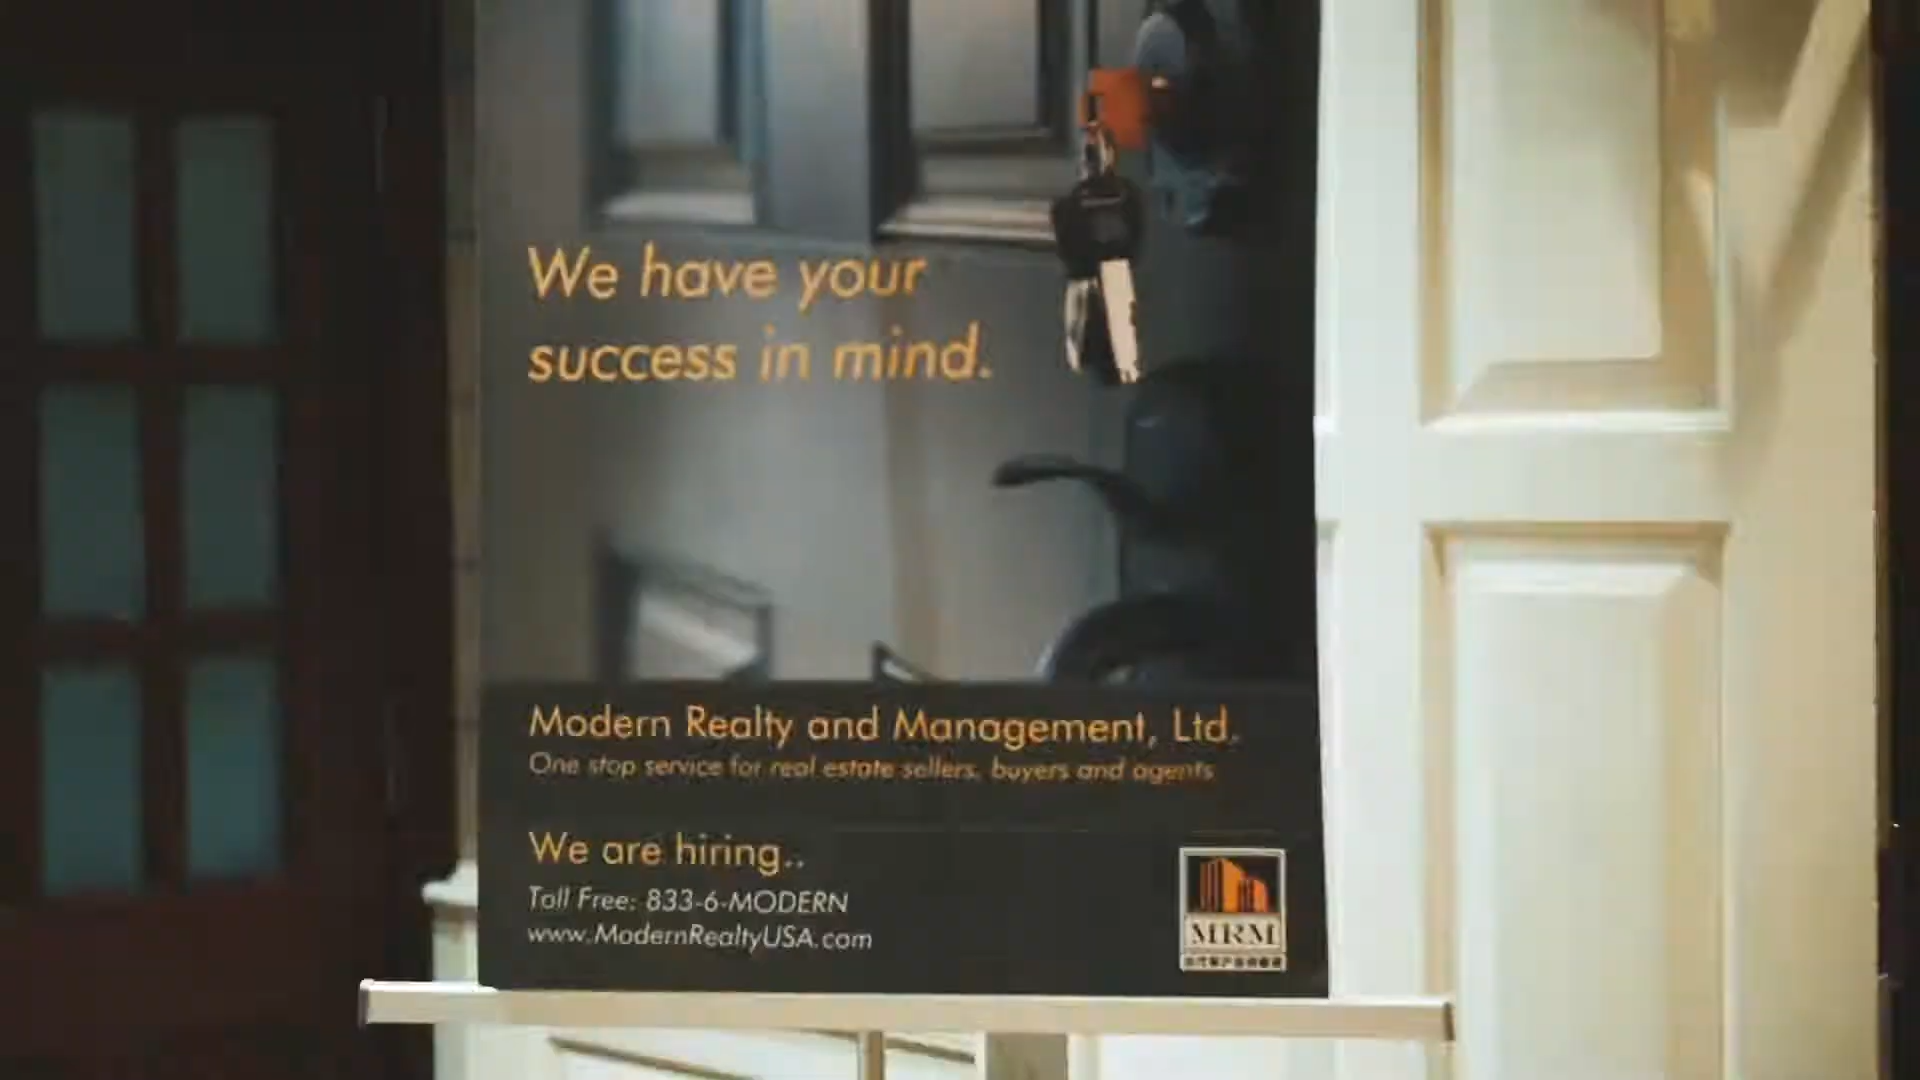 We have your
success in mind.
Modern Realty and Management, Ltd.
One stop service for real estate sellers, buyers and agents
We are hiring..
Toll Free: 833-6-MODERN
www.ModernRealtyUSA.com
MRM